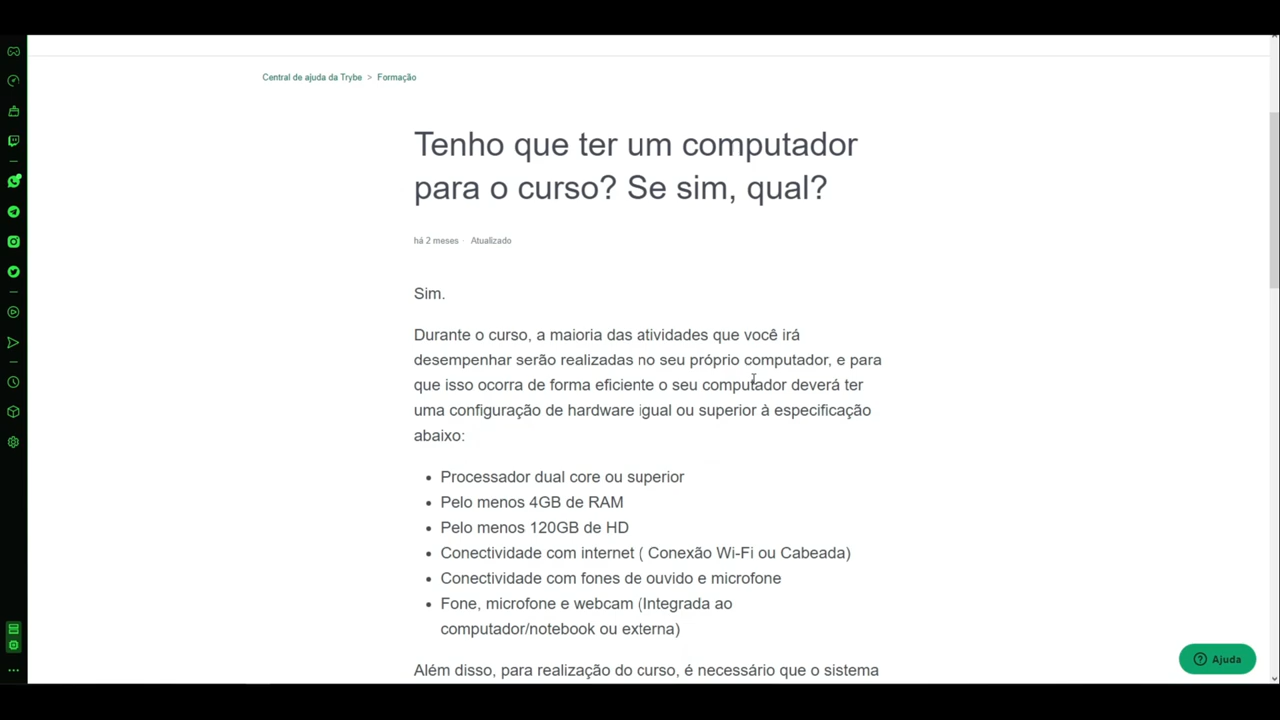 Central de ajuda da Trybe > Formação
Tenho que ter um computador
para o curso? Se sim, qual?
há 2 meses · Atualizado
Sim.
Durante o curso, a maioria das atividades que você irá
desempenhar serão realizadas no seu próprio computador, e para
que isso ocorra de forma eficiente o seu computador deverá ter
uma configuração de hardware igual ou superior à especificação
abaixo:
• Processador dual core ou superior
• Pelo menos 4GB de RAM
• Pelo menos 120GB de HD
• Conectividade com internet ( Conexão Wi-Fi ou Cabeada)
• Conectividade com fones de ouvido e microfone
• Fone, microfone e webcam (Integrada ao
computador/notebook ou externa)
Além disso, para realização do curso, é necessário que o sistema
Ajuda